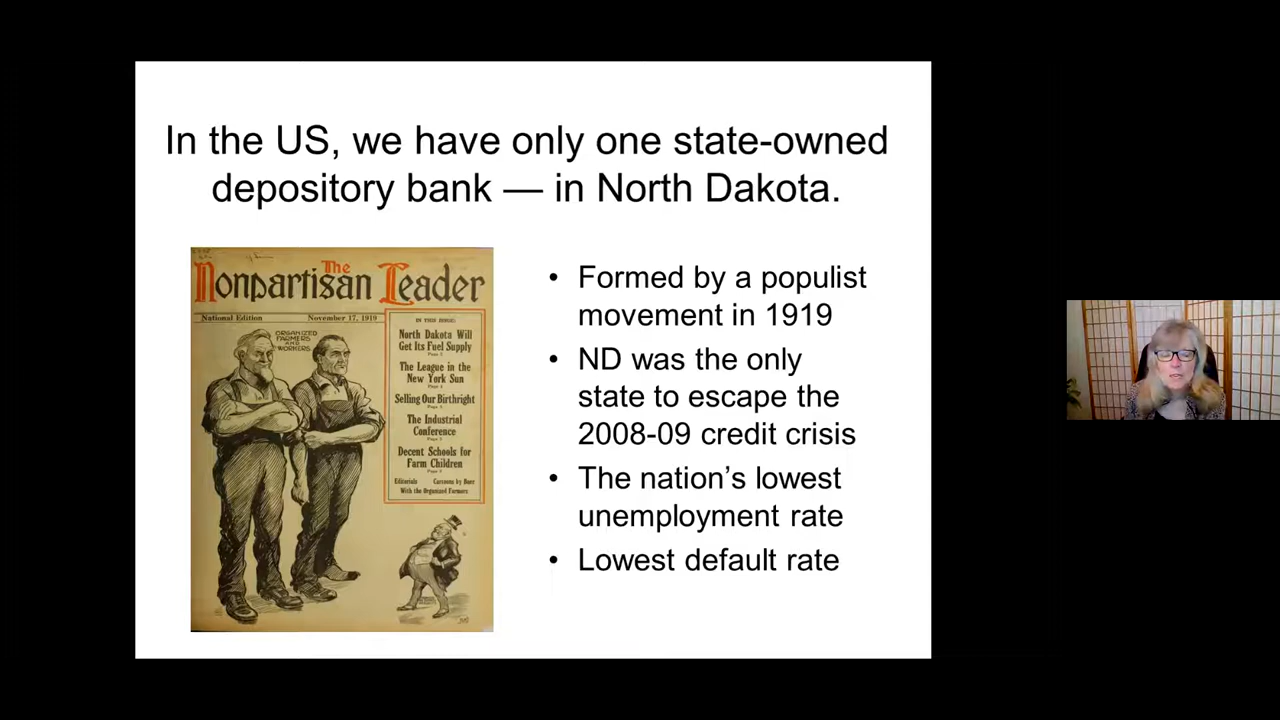 In the US, we have only one state-owned
depository bank — in North Dakota.
The
Nonpartisan Leader
National Edition
November 17, 1919
ORGANIZED
FARMERS
AND
WORKERS
IN THIS ISSUE:
North Dakota Will
Get Its Fuel Supply
The League in the
New York Sun
Selling Our Birthright
The Industrial
Conference
Decent Schools for
Farm Children
Editorials Cartoons by Baer
With the Organized Farmers
• Formed by a populist
movement in 1919
• ND was the only
state to escape the
2008-09 credit crisis
• The nation’s lowest
unemployment rate
• Lowest default rate